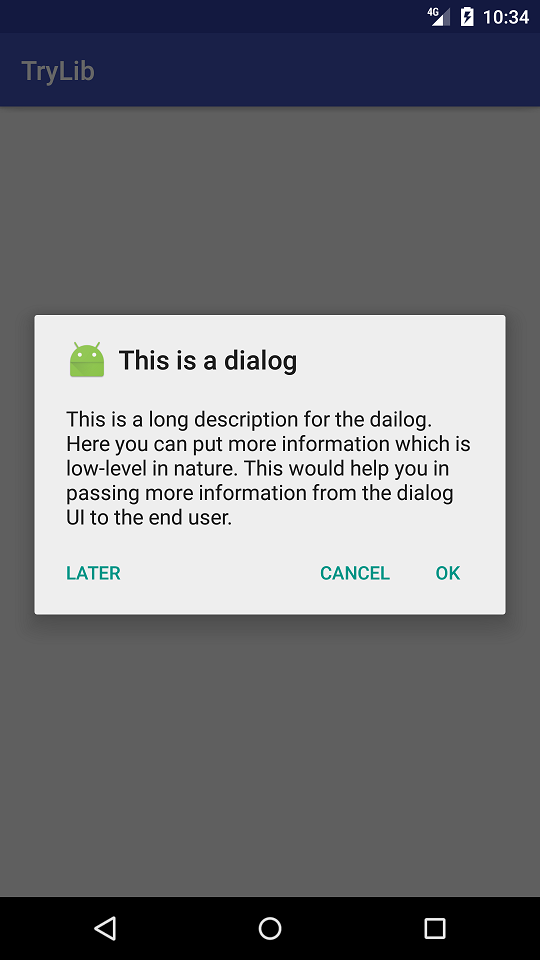 4G 10:34
TryLib
This is a dialog
This is a long description for the dailog.
Here you can put more information which is
low-level in nature. This would help you in
passing more information from the dialog
UI to the end user.
LATER CANCEL OK